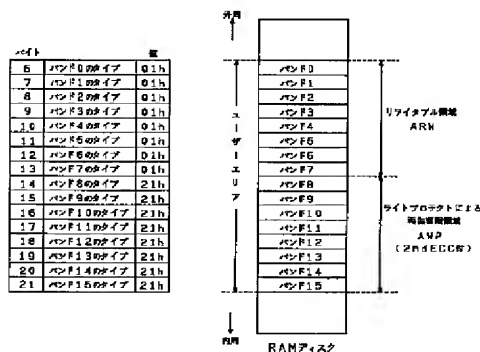 外周
バイト 値
6 バンド0のタイプ 01h
7 バンド1のタイプ 01h
8 バンド2のタイプ 01h
9 バンド3のタイプ 01h
10 バンド4のタイプ 01h
11 バンド5のタイプ 01h
12 バンド6のタイプ 01h
13 バンド7のタイプ 01h
14 バンド8のタイプ 21h
15 バンド9のタイプ 21h
16 バンド10のタイプ 21h
17 バンド11のタイプ 21h
18 バンド12のタイプ 21h
19 バンド13のタイプ 21h
20 バンド14のタイプ 21h
21 バンド15のタイプ 21h
ユーザーエリア
バンド0
バンド1
バンド2
バンド3
バンド4
バンド5
バンド6
バンド7
バンド8
バンド9
バンド10
バンド11
バンド12
バンド13
バンド14
バンド15
リライタブル領域
ARW
ライトプロテクトによる
AWP
(2ndECC付)
内周
RAMディスク